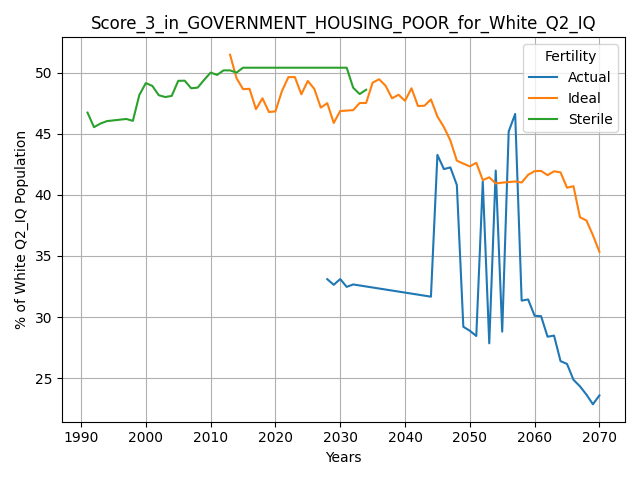 Score_3_in_GOVERNMENT_HOUSING_POOR_for_White_Q2_IQ
Fertility
Actual
Ideal
Sterile
% of White Q2_IQ Population
50
45
40
35
30
25
1990
2000
2010
2020
2030
2040
2050
2060
2070
Years